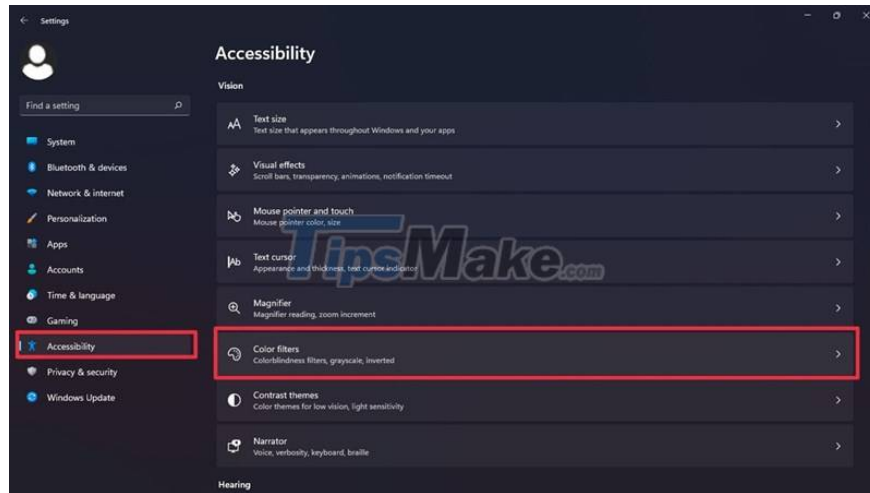 Settings
Find a setting
System
Bluetooth & devices
Network & internet
Personalization
Apps
Accounts
Time & language
Gaming
Accessibility
Privacy & security
Windows Update
Accessibility
Vision
Text size
Text size that appears throughout Windows and your apps
Visual effects
Scroll bars, transparency, animations, notification timeout
Mouse pointer and touch
Mouse pointer color, size
Text cursor
Appearance and thickness, text cursor indicator
Magnifier
Magnifier reading, zoom increment
Color filters
Colorblindness filters, grayscale, inverted
Contrast themes
Color themes for low vision, light sensitivity
Narrator
Voice, verbosity, keyboard, braille
Hearing
TipsMake.com